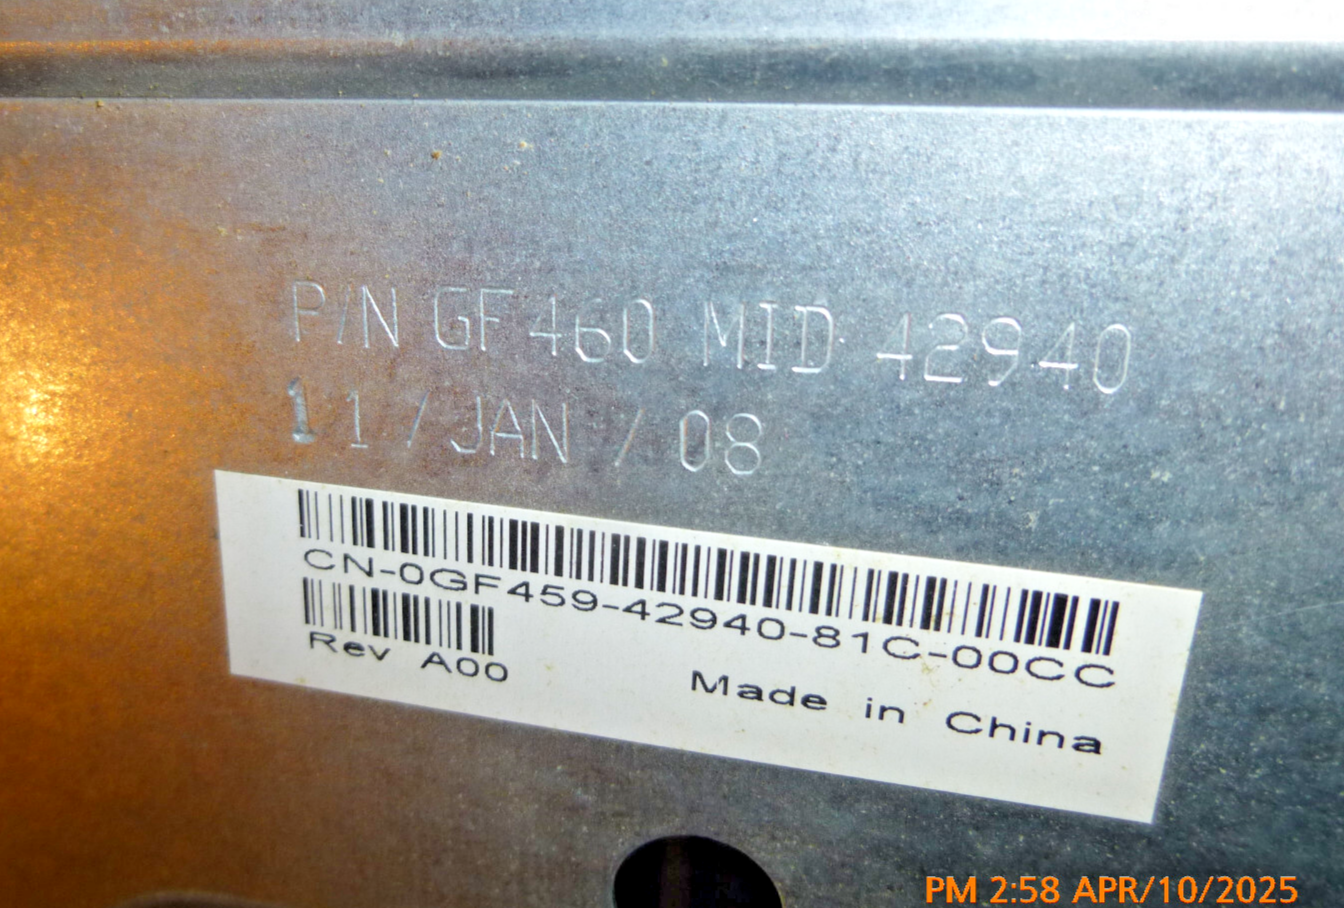 P/N GF460 MID 42940
11/JAN/08
CN-0GF459-42940-81C-00CC
Rev A00
Made in China
PM 2:58 APR/10/2025